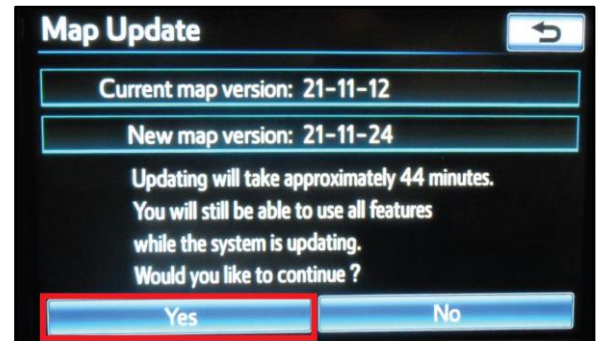 Map Update
Current map version: 21-11-12
New map version: 21-11-24
Updating will take approximately 44 minutes.
You will still be able to use all features
while the system is updating.
Would you like to continue ?
Yes
No